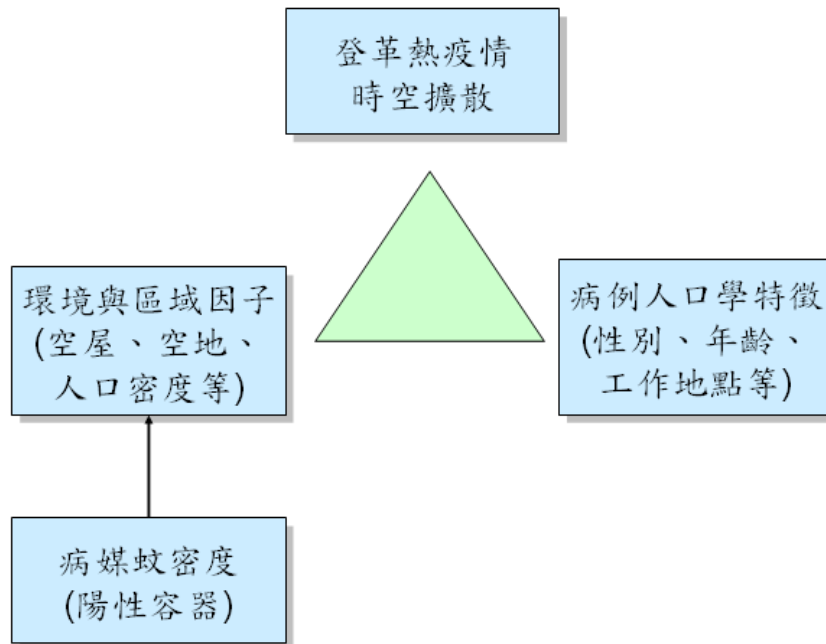 登革熱疫情
時空擴散
環境與區域因子
(空屋、空地、
人口密度等)
病例人口學特徵
(性別、年齡、
工作地點等)
病媒蚊密度
(陽性容器)